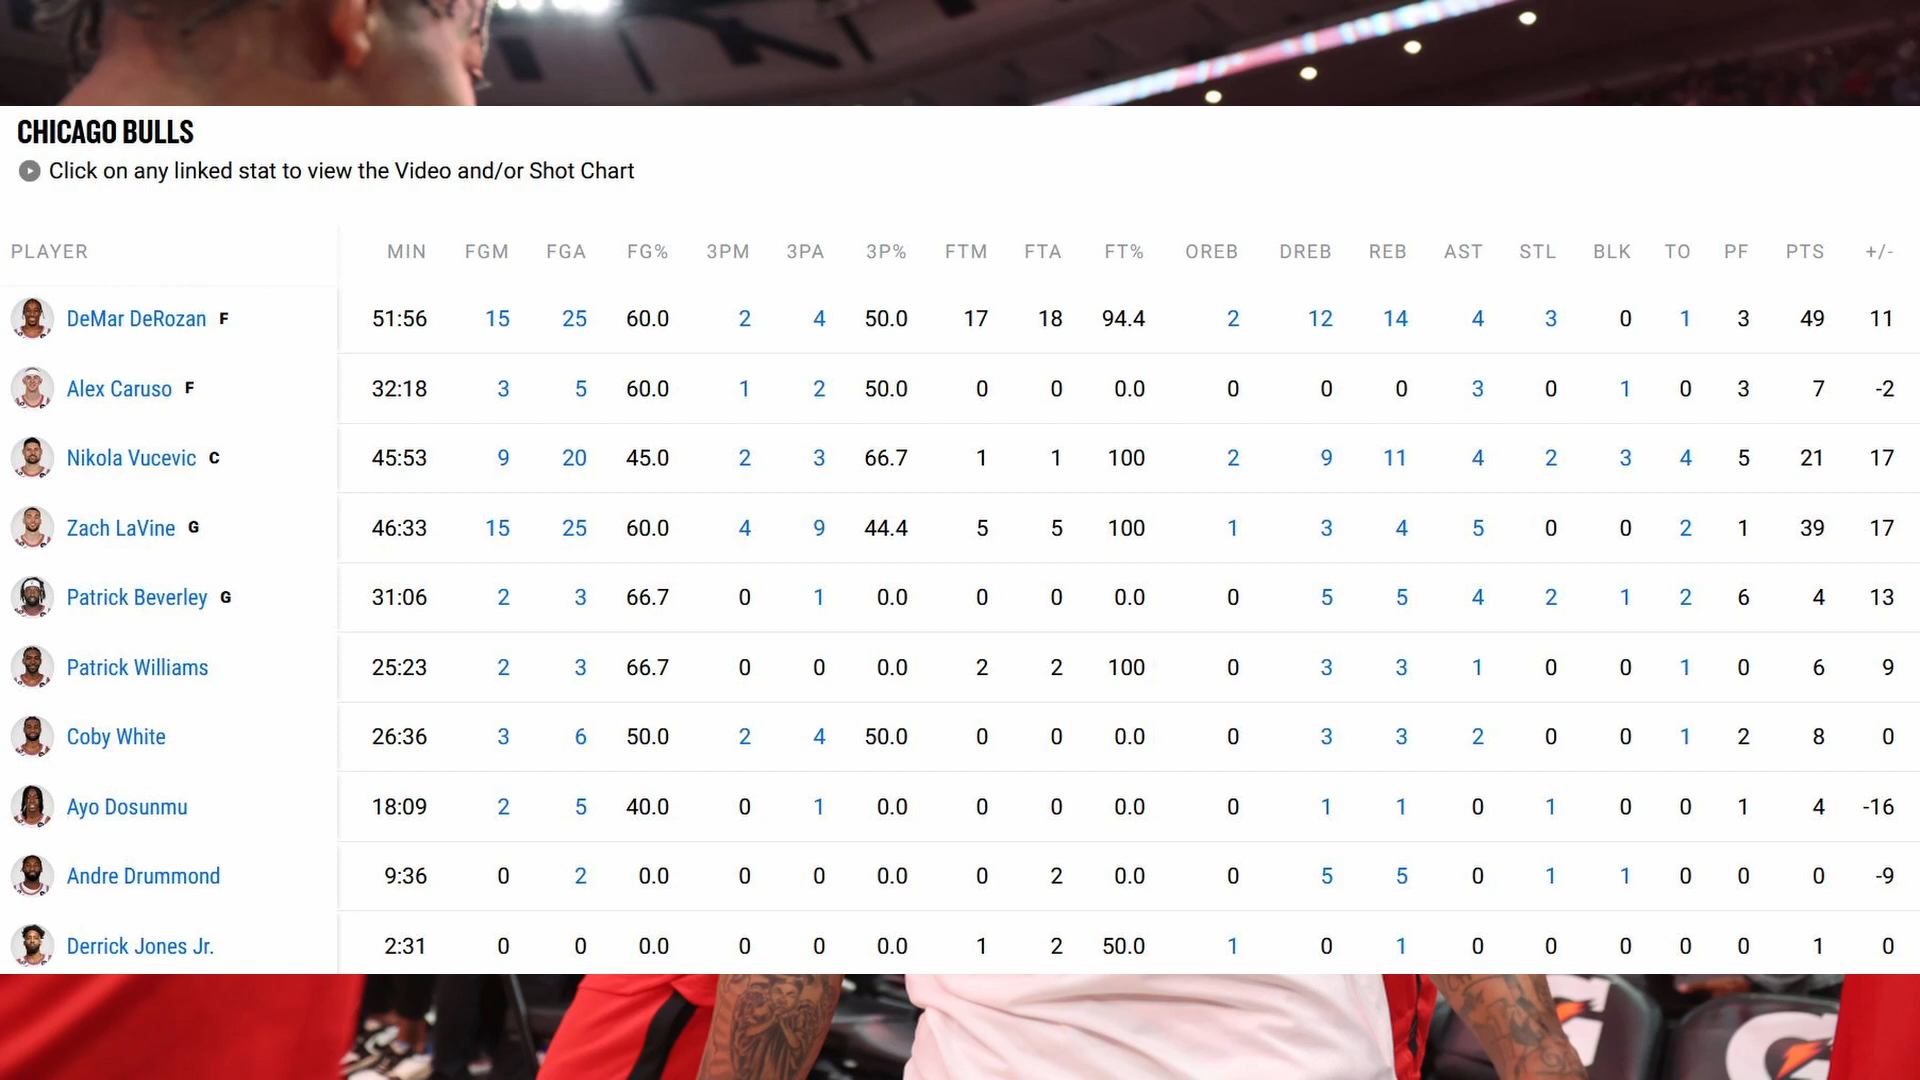 CHICAGO BULLS
Click on any linked stat to view the Video and/or Shot Chart
PLAYER MIN FGM FGA FG% 3PM 3PA 3P% FTM FTA FT% OREB DREB REB AST STL BLK TO PF PTS +/-
DeMar DeRozan F 51:56 15 25 60.0 2 4 50.0 17 18 94.4 2 12 14 4 3 0 1 3 49 11
Alex Caruso F 32:18 3 5 60.0 1 2 50.0 0 0 0.0 0 0 0 3 0 1 0 3 7 -2
Nikola Vucevic C 45:53 9 20 45.0 2 3 66.7 1 1 100 2 9 11 4 2 3 4 5 21 17
Zach LaVine G 46:33 15 25 60.0 4 9 44.4 5 5 100 1 3 4 5 0 0 2 1 39 17
Patrick Beverley G 31:06 2 3 66.7 0 1 0.0 0 0 0.0 0 5 5 4 2 1 2 6 4 13
Patrick Williams 25:23 2 3 66.7 0 0 0.0 2 2 100 0 3 3 1 0 0 1 0 6 9
Coby White 26:36 3 6 50.0 2 4 50.0 0 0 0.0 0 3 3 2 0 0 1 2 8 0
Ayo Dosunmu 18:09 2 5 40.0 0 1 0.0 0 0 0.0 0 1 1 0 1 0 0 1 4 -16
Andre Drummond 9:36 0 2 0.0 0 0 0.0 0 2 0.0 0 5 5 0 1 1 0 0 0 -9
Derrick Jones Jr. 2:31 0 0 0.0 0 0 0.0 1 2 50.0 1 0 1 0 0 0 0 0 1 0